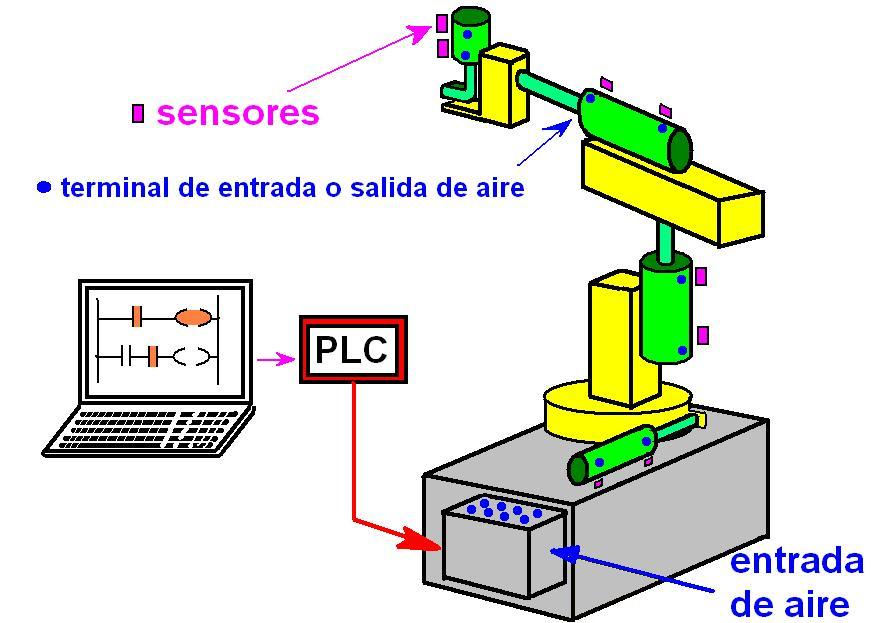 sensores
terminal de entrada o salida de aire
PLC
entrada
de aire